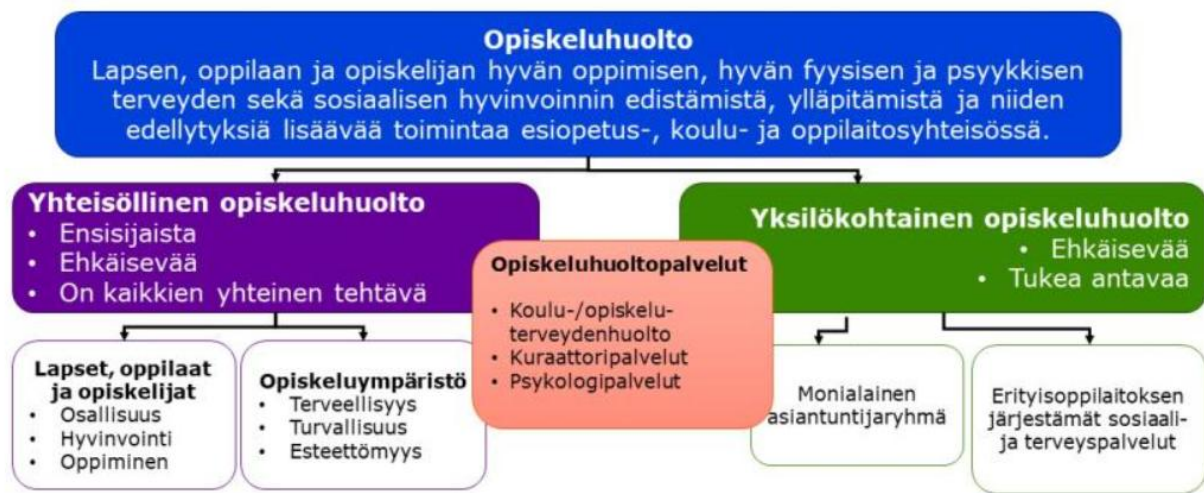 Opiskeluhuolto
Lapsen, oppilaan ja opiskelijan hyvän oppimisen, hyvän fyysisen ja psyykkisen
terveyden sekä sosiaalisen hyvinvoinnin edistämistä, ylläpitämistä ja niiden
edellytyksiä lisäävää toimintaa esiopetus-, koulu- ja oppilaitosyhteisössä.
Yhteisöllinen opiskeluhuolto
• Ensisijaista
• Ehkäisevää
• On kaikkien yhteinen tehtävä
Opiskeluhuoltopalvelut
• Koulu-/opiskelu-
terveydenhuolto
• Kuraattoripalvelut
• Psykologipalvelut
Yksilökohtainen opiskeluhuolto
• Ehkäisevää
• Tukea antavaa
Lapset, oppilaat
ja opiskelijat
• Osallisuus
• Hyvinvointi
• Oppiminen
Opiskeluympäristö
• Terveellisyys
• Turvallisuus
• Esteettömyys
Monialainen
asiantuntijaryhmä
Erityisoppilaitoksen
järjestämät sosiaali-
ja terveyspalvelut